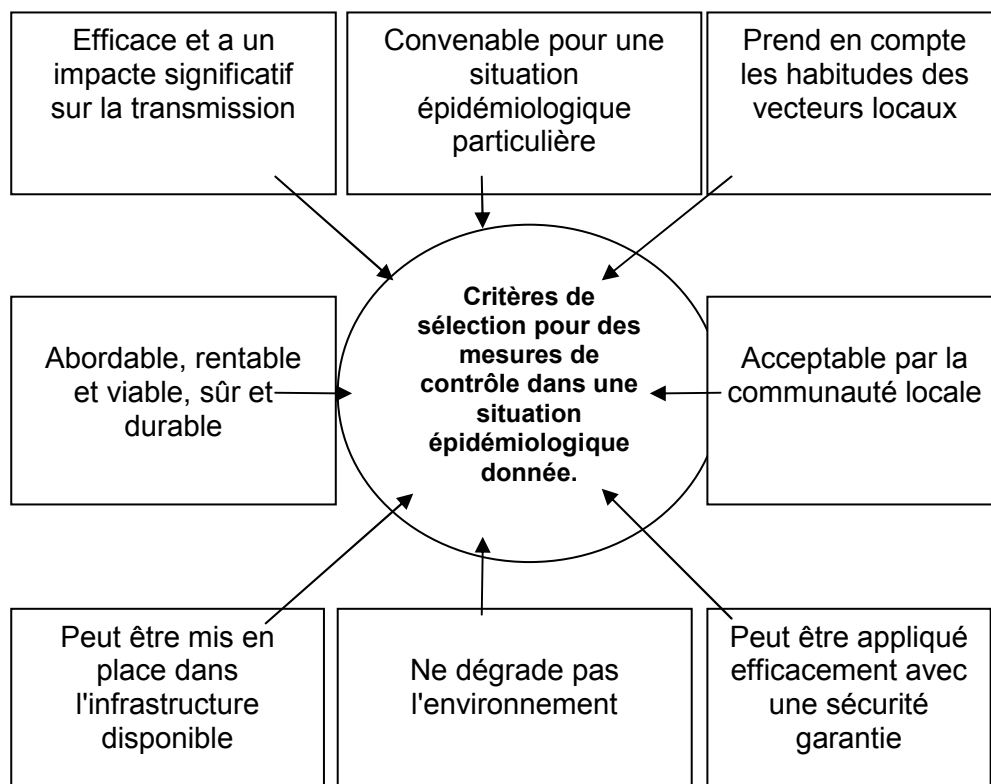 Efficace et a un
impacte significatif
sur la transmission
Convenable pour une
situation
épidémiologique
particulière
Prend en compte
les habitudes des
vecteurs locaux
Abordable, rentable
et viable, sûr et
durable
Critères de
sélection pour des
mesures de
contrôle dans une
situation
épidémiologique
donnée.
Acceptable par la
communauté locale
Peut être mis en
place dans
l'infrastructure
disponible
Ne dégrade pas
l'environnement
Peut être appliqué
efficacement avec
une sécurité
garantie